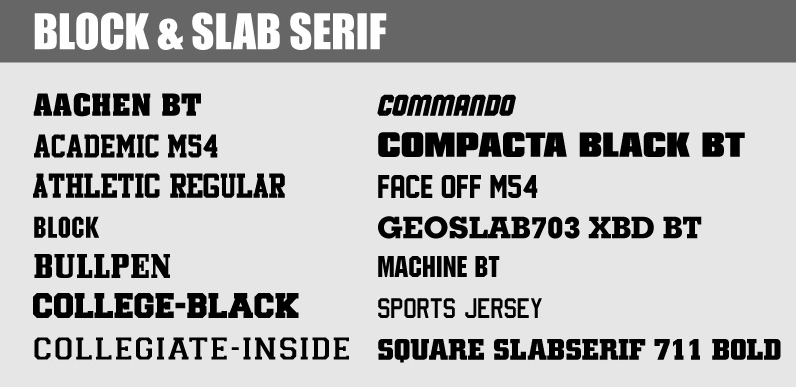 BLOCK & SLAB SERIF
AACHEN BT
ACADEMIC M54
ATHLETIC REGULAR
BLOCK
BULLPEN
COLLEGE-BLACK
COLLEGIATE-INSIDE
COMMANDO
COMPACTA BLACK BT
FACE OFF M54
GEOSLAB703 XBD BT
MACHINE BT
SPORTS JERSEY
SQUARE SLABSERIF 711 BOLD